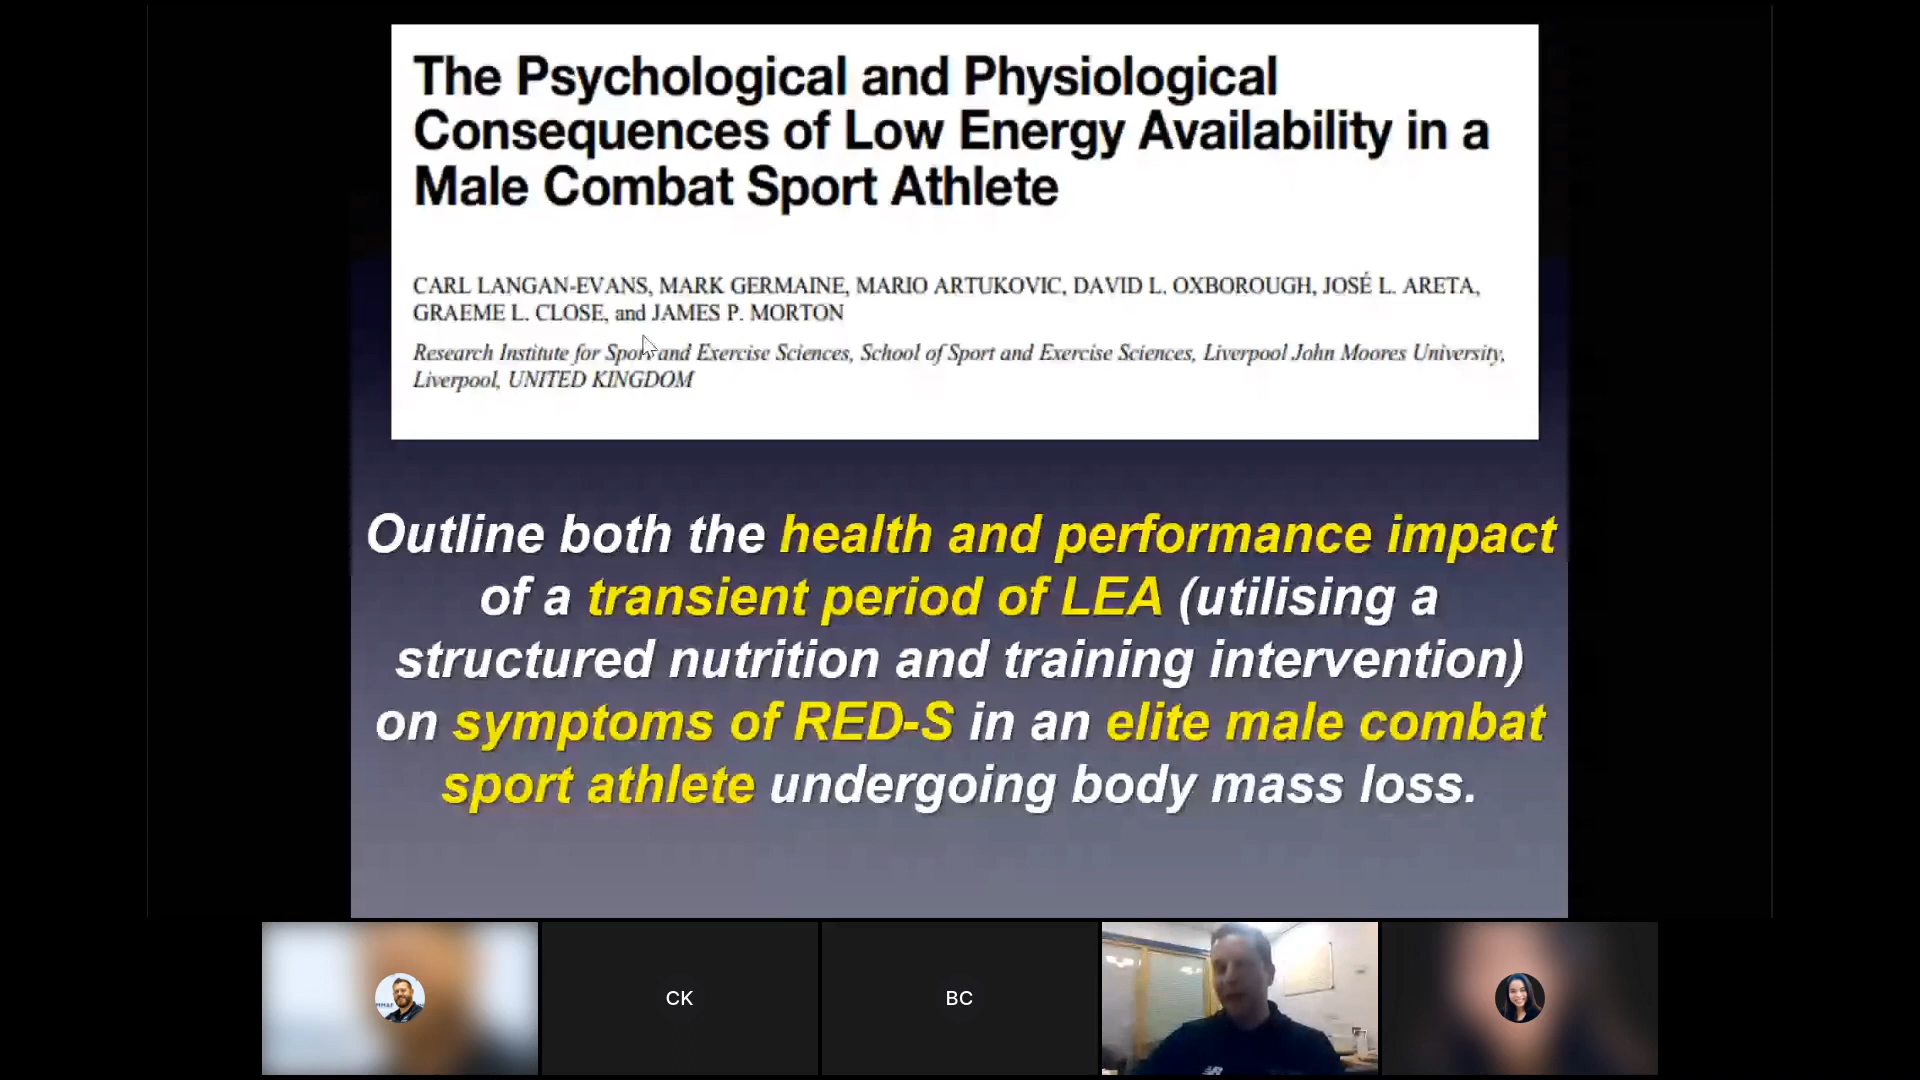 The Psychological and Physiological
Consequences of Low Energy Availability in a
Male Combat Sport Athlete
CARL LANGAN-EVANS, MARK GERMAINE, MARIO ARTUKOVIC, DAVID L. OXBOROUGH, JOSÉ L. ARETA,
GRAEME L. CLOSE, and JAMES P. MORTON
Research Institute for Sport and Exercise Sciences, School of Sport and Exercise Sciences, Liverpool John Moores University,
Liverpool, UNITED KINGDOM
Outline both the health and performance impact
of a transient period of LEA (utilising a
structured nutrition and training intervention)
on symptoms of RED-S in an elite male combat
sport athlete undergoing body mass loss.
CK
BC